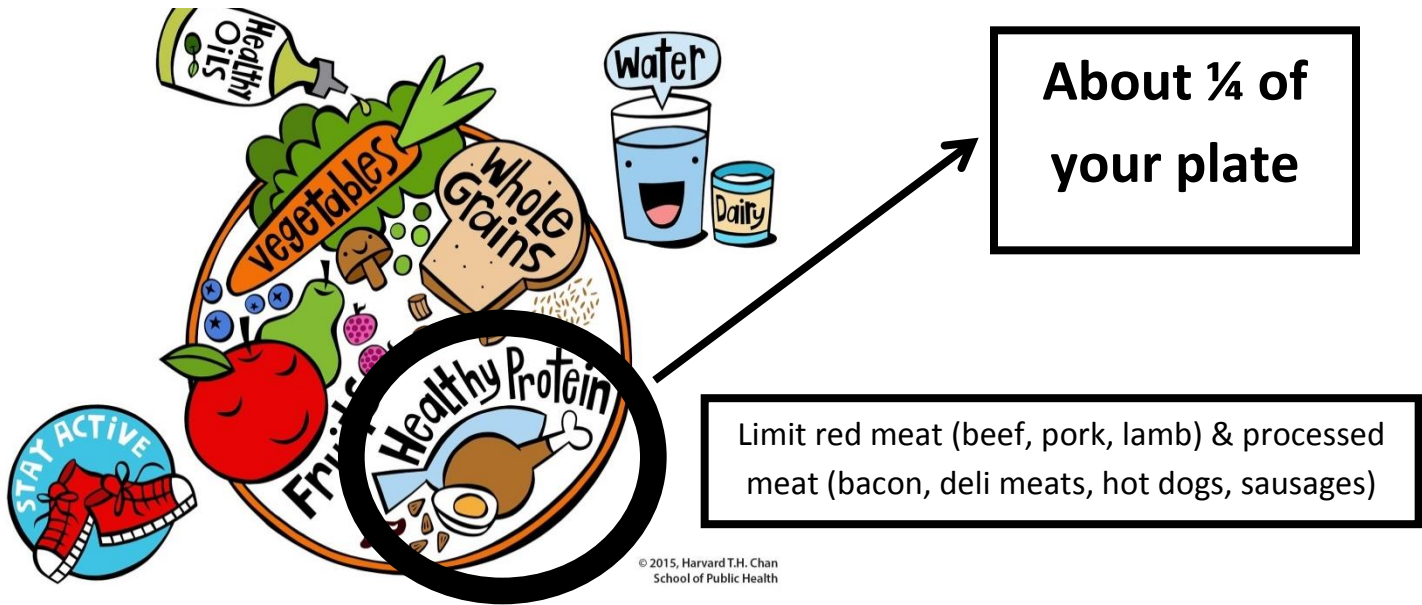 Healthy
Oils
Water
Dairy
vegetables
Whole
Grains
Fruits
Healthy Protein
STAY ACTIVE
About ¼ of
your plate
Limit red meat (beef, pork, lamb) & processed
meat (bacon, deli meats, hot dogs, sausages)
© 2015, Harvard T.H. Chan
School of Public Health